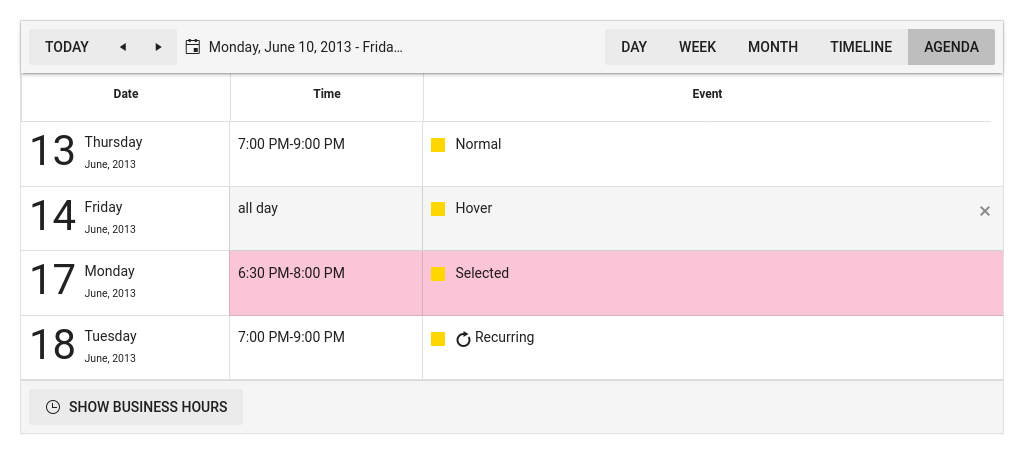 TODAY Monday, June 10, 2013 - Frida... DAY WEEK MONTH TIMELINE AGENDA
Date Time Event
13 Thursday June, 2013 7:00 PM-9:00 PM Normal
14 Friday June, 2013 all day Hover
17 Monday June, 2013 6:30 PM-8:00 PM Selected
18 Tuesday June, 2013 7:00 PM-9:00 PM Recurring
SHOW BUSINESS HOURS